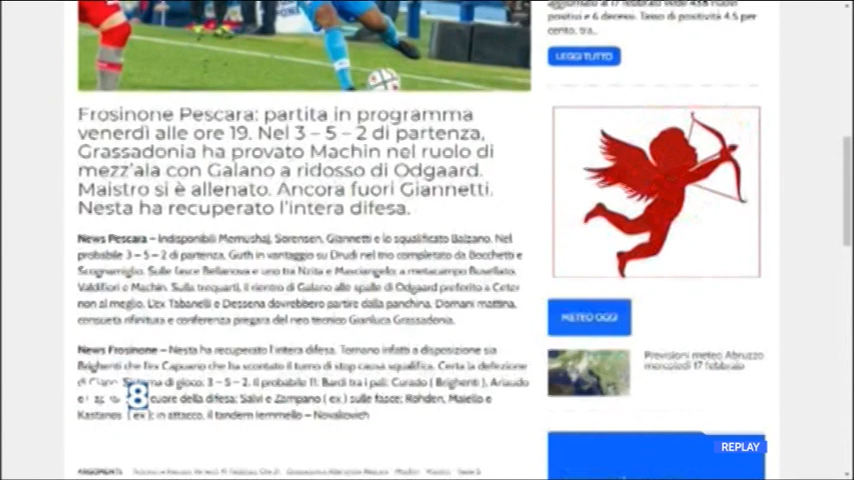 Frosinone Pescara: partita in programma
venerdì alle ore 19. Nel 3 – 5 – 2 di partenza,
Grassadonia ha provato Machin nel ruolo di
mezz'ala con Galano a ridosso di Odgaard.
Maistro si è allenato. Ancora fuori Giannetti.
Nesta ha recuperato l'intera difesa.
News Pescara – Indisponibili Memushaj, Sorensen, Giannetti e lo squalificato Balzano. Nel
probabile 3 – 5 – 2 di partenza, Guth in vantaggio su Drudi nel trio completato da Bocchetti e
Scognamiglio. Sulle fasce Bellanova e uno tra Nzita e Masciangelo; a metacampo Busellato,
Valdifiori e Machin. Sulla trequarti, il rientro di Galano alle spalle di Odgaard preferito a Ceter
non al meglio. L'ex Tabanelli e Dessena dovrebbero partire dalla panchina. Domani mattina,
consueta rifinitura e conferenza pregara del neo tecnico Gianluca Grassadonia.
News Frosinone – Nesta ha recuperato l'intera difesa. Tornano infatti a disposizione sia
Brighenti che l'ex Capuano che ha scontato il turno di stop causa squalifica. Certa la defezione
di Sistema di gioco: 3 – 5 – 2. Il probabile 11: Bardi tra i pali; Curado ( Brighenti ), Ariaudo
e cuore della difesa; Salvi e Zampano ( ex ) sulle fasce; Rohden, Maiello e
Kastanos ( ex ); in attacco, il tandem Iemmello – Novakovich
8
ARGOMENTI
aggiornato al 17 febbraio vede 438 nuovi
positivi e 6 decessi. Tasso di positività 4.5 per
cento, tra...
LEGGI TUTTO
METEO OGGI
Previsioni meteo Abruzzo
mercoledì 17 febbraio
REPLAY